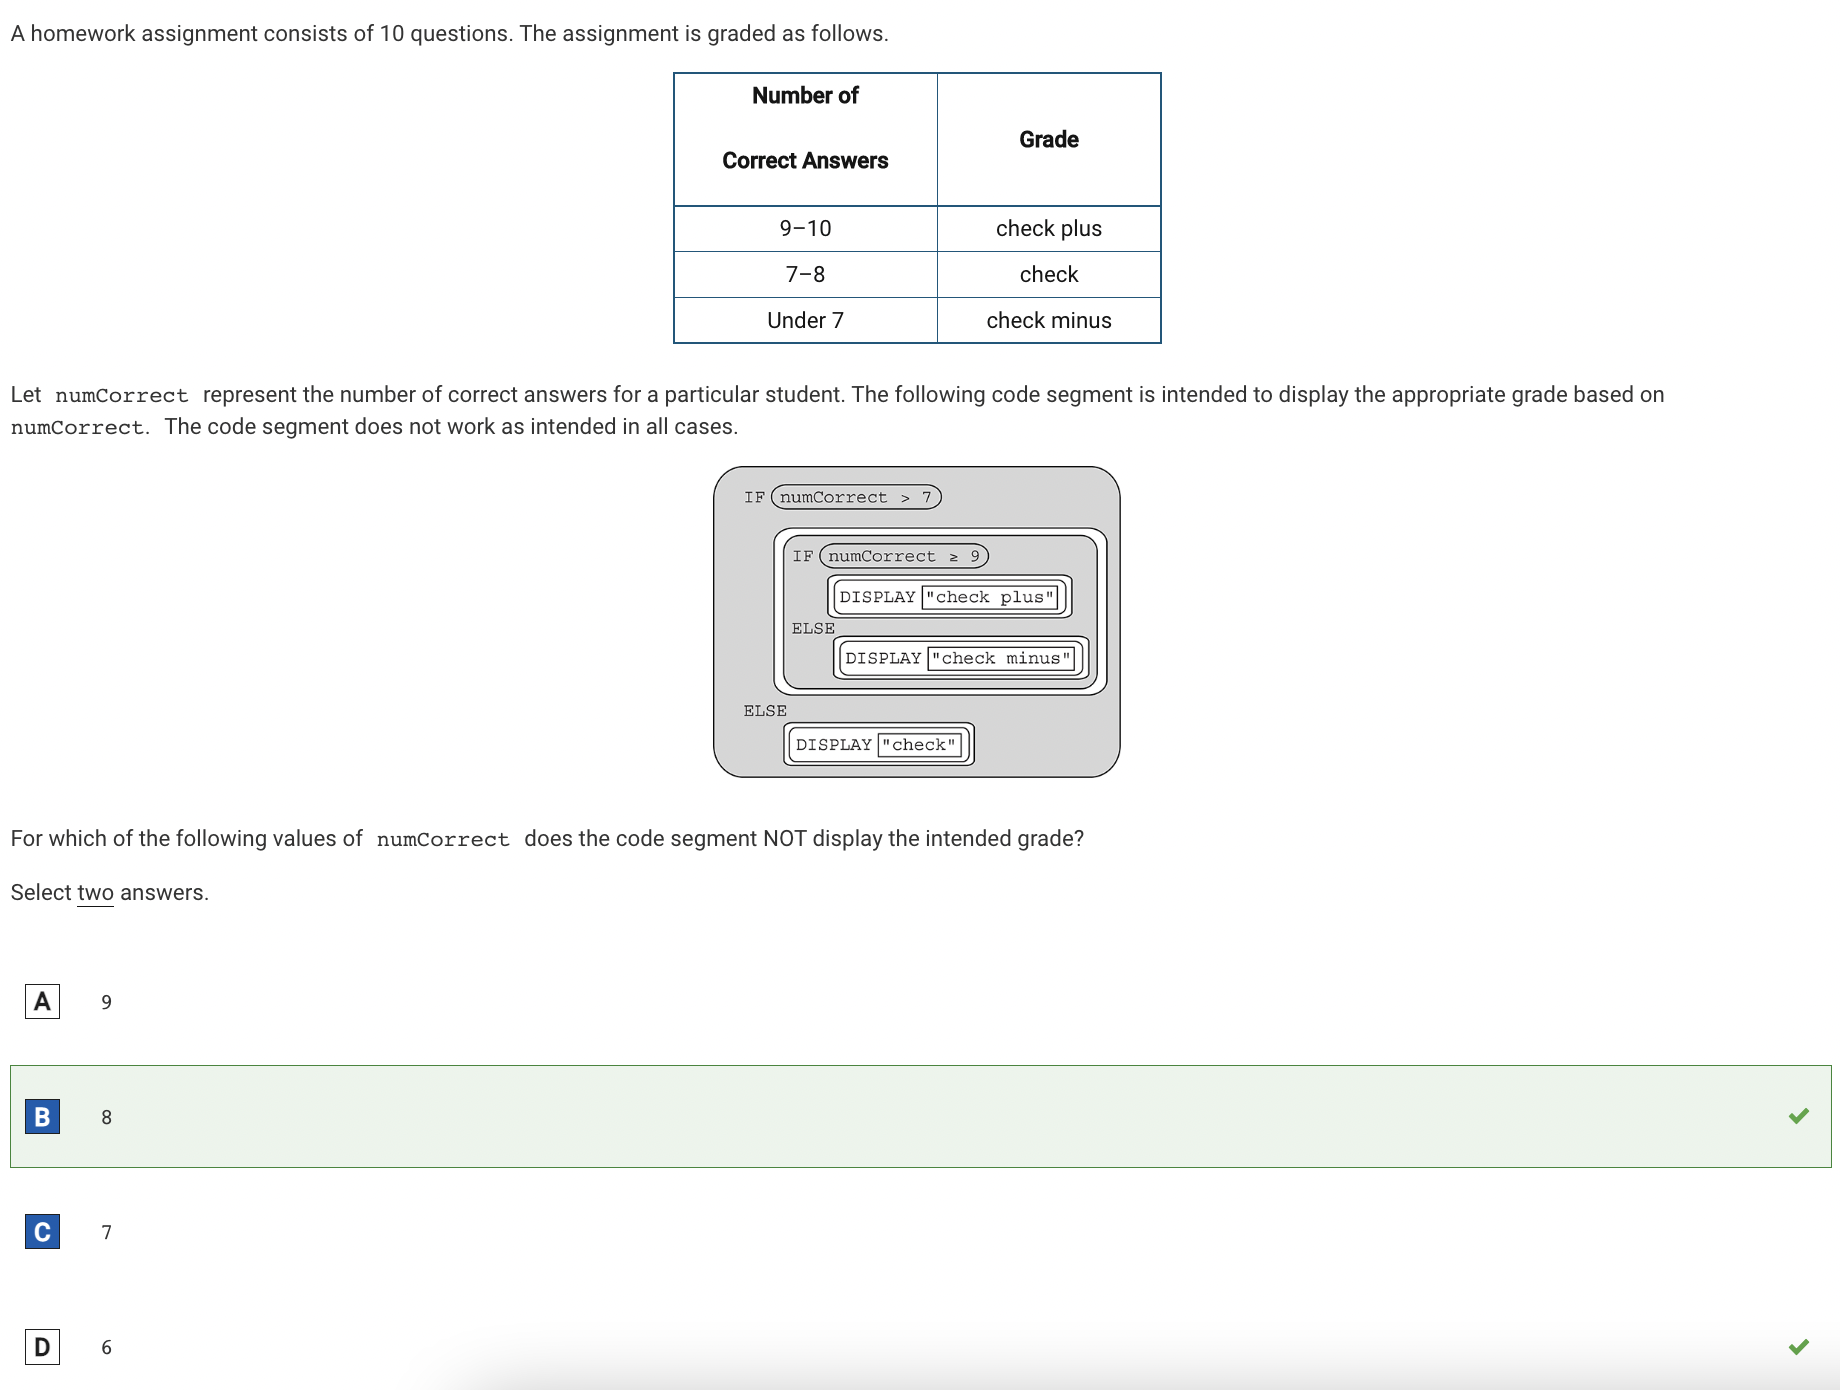 A homework assignment consists of 10 questions. The assignment is graded as follows.
Number of
Correct Answers
Grade
9–10 check plus
7–8 check
Under 7 check minus
Let numCorrect represent the number of correct answers for a particular student. The following code segment is intended to display the appropriate grade based on
numCorrect. The code segment does not work as intended in all cases.
IF numCorrect > 7
IF numCorrect ≥ 9
DISPLAY "check plus"
ELSE
DISPLAY "check minus"
ELSE
DISPLAY "check"
For which of the following values of numCorrect does the code segment NOT display the intended grade?
Select two answers.
A 9
B 8
C 7
D 6